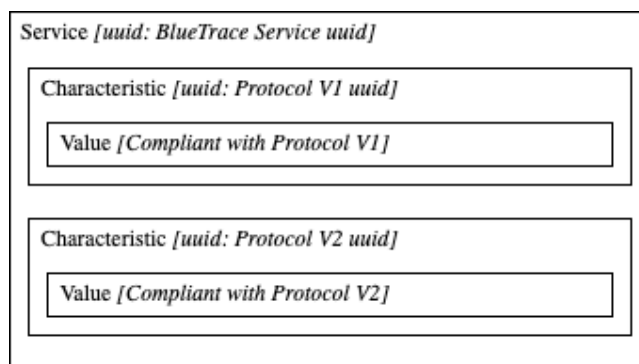 Service [uuid: BlueTrace Service uuid]
Characteristic [uuid: Protocol V1 uuid]
Value [Compliant with Protocol V1]
Characteristic [uuid: Protocol V2 uuid]
Value [Compliant with Protocol V2]